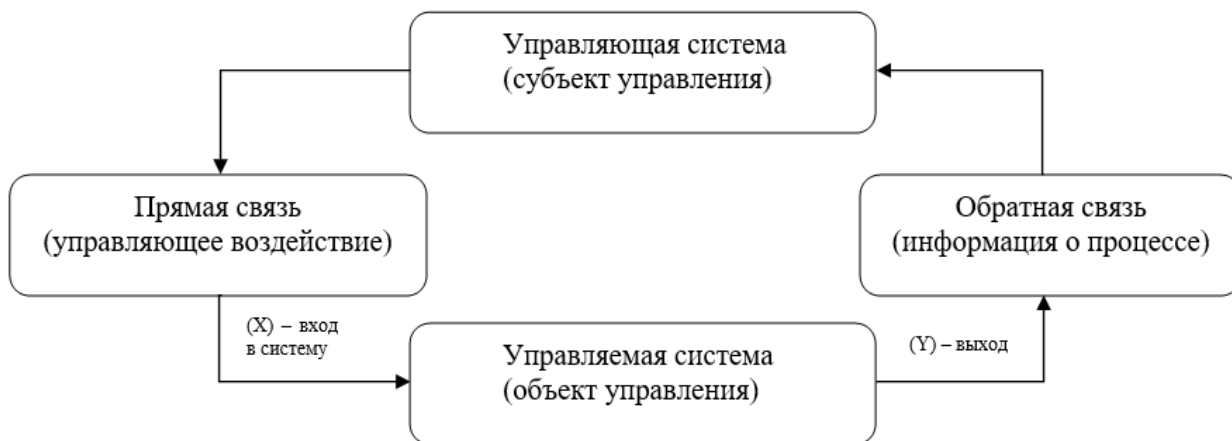 Управляющая система
(субъект управления)
Прямая связь
(управляющее воздействие)
Обратная связь
(информация о процессе)
(X) – вход
в систему
Управляемая система
(объект управления)
(Y) – выход